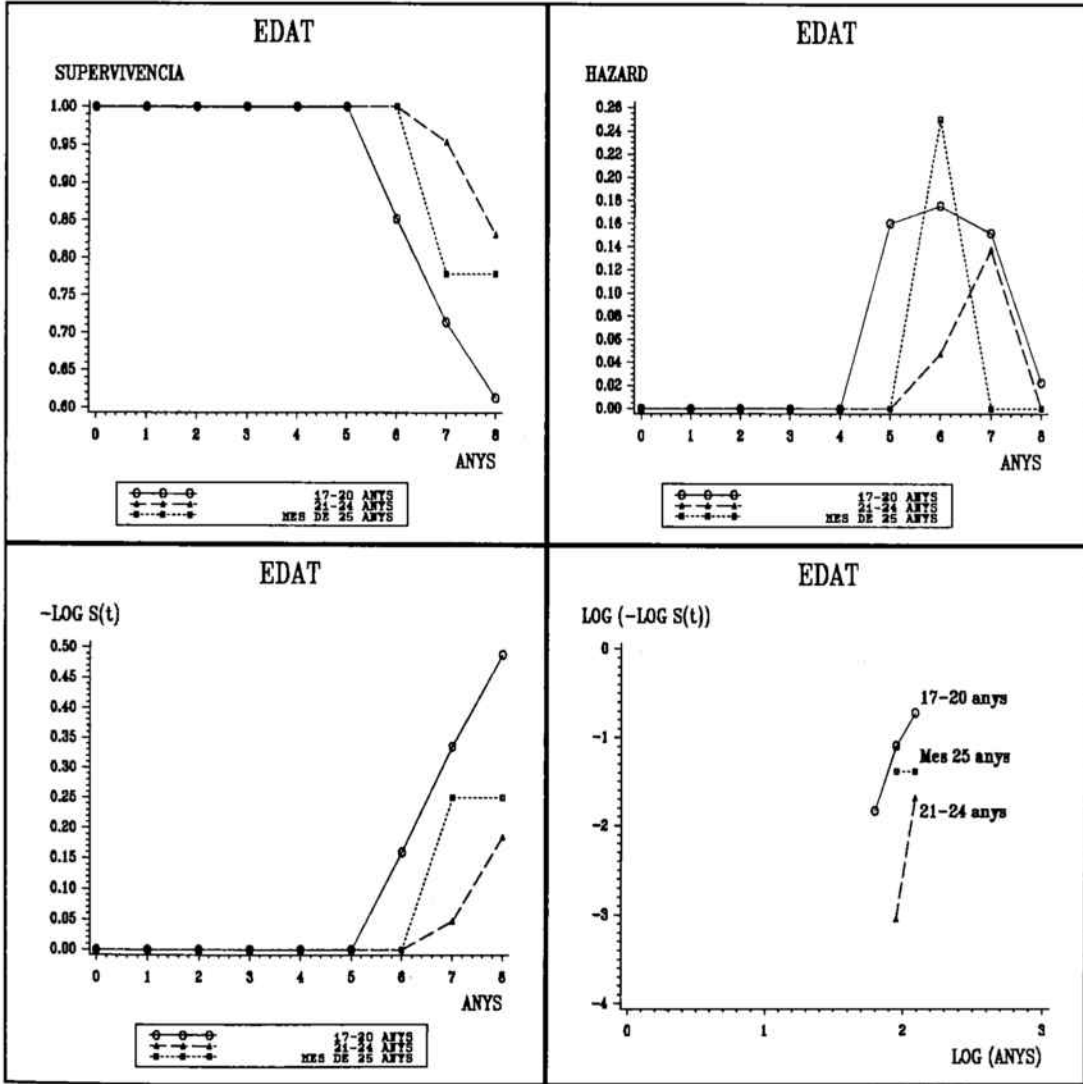 EDAT
SUPERVIVENCIA
1.00
0.95
0.90
0.85
0.80
0.75
0.70
0.65
0.60
0 1 2 3 4 5 6 7 8
ANYS
17-20 ANYS
21-24 ANYS
MES DE 25 ANYS
EDAT
HAZARD
0.26
0.24
0.22
0.20
0.18
0.16
0.14
0.12
0.10
0.08
0.06
0.04
0.02
0.00
0 1 2 3 4 5 6 7 8
ANYS
17-20 ANYS
21-24 ANYS
MES DE 25 ANYS
EDAT
-LOG S(t)
0.50
0.45
0.40
0.35
0.30
0.25
0.20
0.15
0.10
0.05
0.00
0 1 2 3 4 5 6 7 8
ANYS
17-20 ANYS
21-24 ANYS
MES DE 25 ANYS
EDAT
LOG (-LOG S(t))
0
17-20 anys
-1
Mes 25 anys
21-24 anys
-2
-3
-4
0 1 2 3
LOG (ANYS)